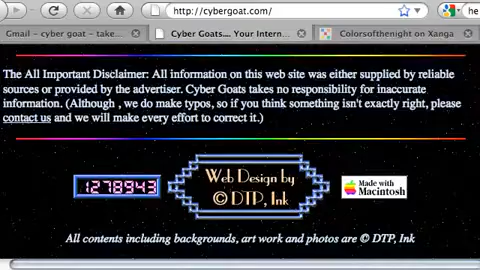 http://cybergoat.com/
he
Gmail – cyber goat – take...
Cyber Goats.... Your Intern...
Colorsofthenight on Xanga
The All Important Disclaimer: All information on this web site was either supplied by reliable
sources or provided by the advertiser. Cyber Goats takes no responsibility for inaccurate
information. (Although , we do make typos, so if you think something isn't exactly right, please
contact us and we will make every effort to correct it.)
1278943
Web Design by
© DTP, Ink
Made with
Macintosh
All contents including backgrounds, art work and photos are © DTP, Ink